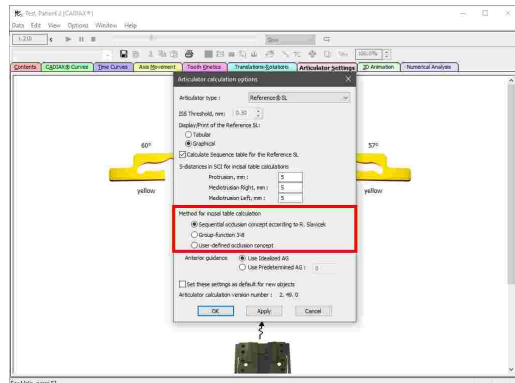 Test, Patient 2 [CADIAX®]
Data Edit View Options Window Help
1.210 s
Slow
100.0%
Contents CADIAX® Curves Time Curves Axis Movement Tooth Kinetics Translations-Rotations Articulator Settings 3D Animation Numerical Analysis
Articulator calculation options
Articulator type : Reference® SL
ISS Threshold, mm: 0.30
Display/Print of the Reference SL:
Tabular
Graphical
60° 57°
Calculate Sequence table for the Reference SL
S-distances in SCI for incisal table calculations
Protrusion, mm : 5
yellow yellow
Mediotrusion Right, mm : 5
Mediotrusion Left, mm : 5
Method for incisal table calculation
Sequential occlusion concept according to R. Slavicek
Group-function
User-defined occlusion concept
Anterior guidance Use Idealized AG
Use Predetermined AG : 0
Set these settings as default for new objects
Articulator calculation version number : 2. 49. 0
OK Apply Cancel